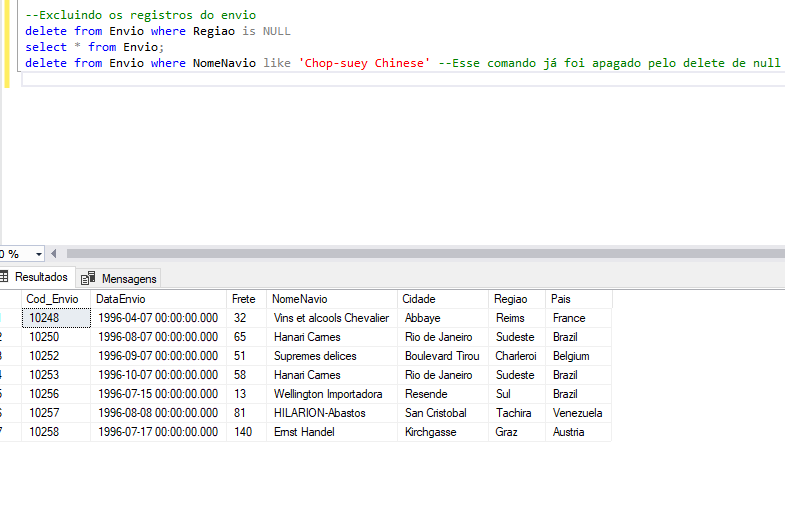 --Excluindo os registros do envio
delete from Envio where Regiao is NULL
select * from Envio;
delete from Envio where NomeNavio like 'Chop-suey Chinese' --Esse comando já foi apagado pelo delete de null
0 %
Resultados Mensagens
Cod_Envio DataEnvio Frete NomeNavio Cidade Regiao Pais
10248 1996-04-07 00:00:00.000 32 Vins et alcools Chevalier Abbaye Reims France
2 10250 1996-08-07 00:00:00.000 65 Hanari Carnes Rio de Janeiro Sudeste Brazil
3 10252 1996-09-07 00:00:00.000 51 Supremes delices Boulevard Tirou Charleroi Belgium
4 10253 1996-10-07 00:00:00.000 58 Hanari Carnes Rio de Janeiro Sudeste Brazil
5 10256 1996-07-15 00:00:00.000 13 Wellington Importadora Resende Sul Brazil
6 10257 1996-08-08 00:00:00.000 81 HILARION-Abastos San Cristobal Tachira Venezuela
7 10258 1996-07-17 00:00:00.000 140 Ernst Handel Kirchgasse Graz Austria